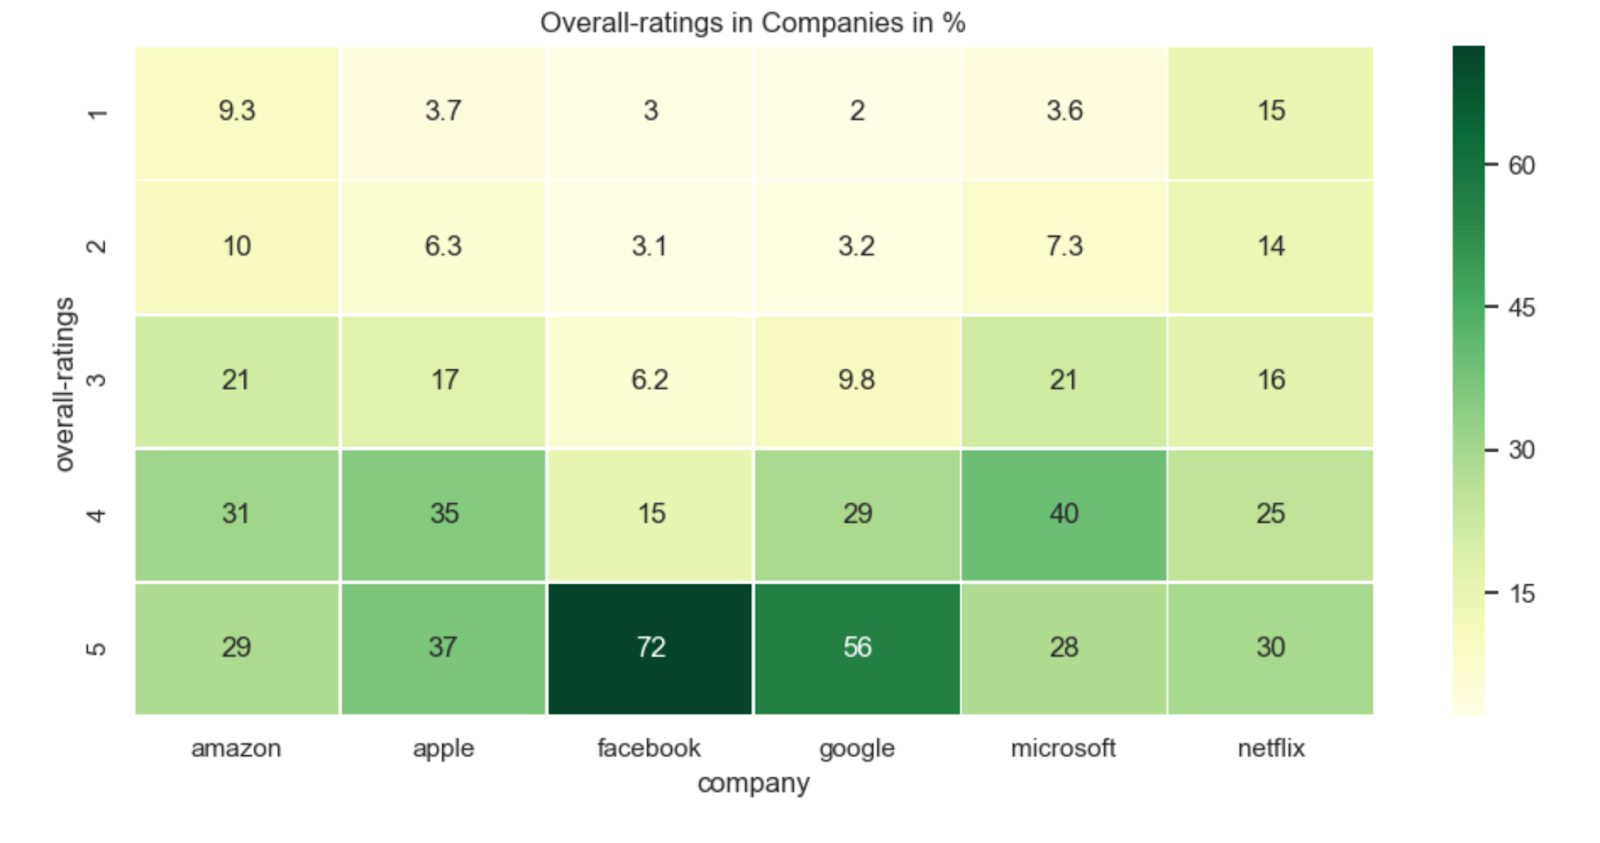 Overall-ratings in Companies in %
1 9.3 3.7 3 2 3.6 15
2 10 6.3 3.1 3.2 7.3 14
3 21 17 6.2 9.8 21 16
4 31 35 15 29 40 25
5 29 37 72 56 28 30
overall-ratings
amazon apple facebook google microsoft netflix
company
60
45
30
15